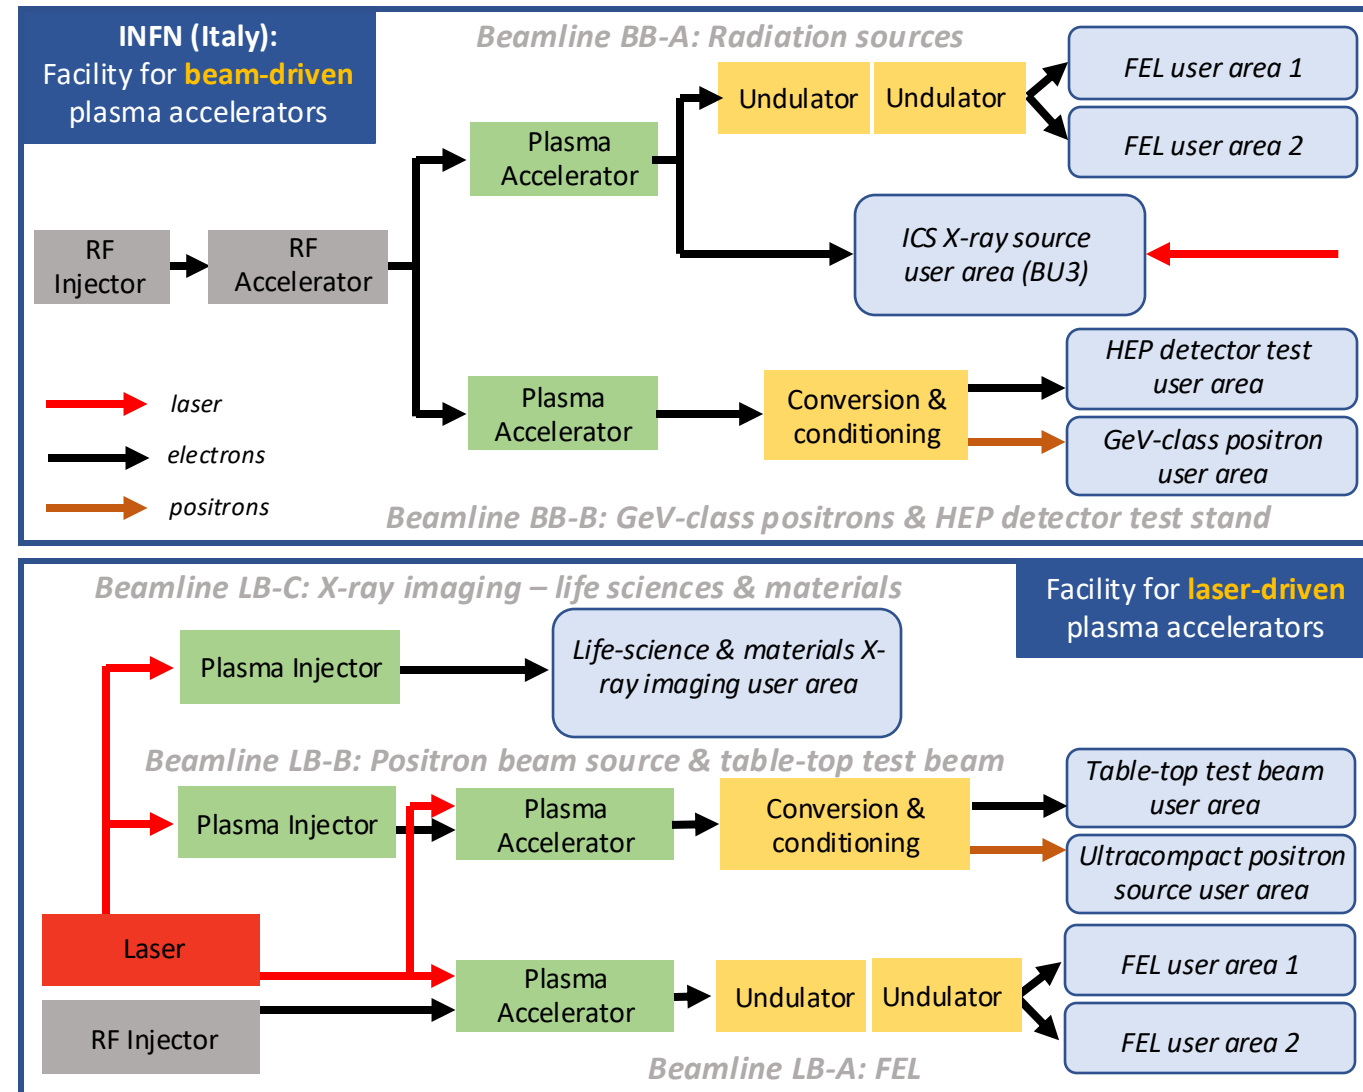 INFN (Italy):
Facility for beam-driven
plasma accelerators
Beamline BB-A: Radiation sources
Undulator
Undulator
FEL user area 1
FEL user area 2
Plasma
Accelerator
RF
Injector
RF
Accelerator
ICS X-ray source
user area (BU3)
laser
electrons
positrons
Plasma
Accelerator
Conversion &
conditioning
HEP detector test
user area
GeV-class positron
user area
Beamline BB-B: GeV-class positrons & HEP detector test stand
Beamline LB-C: X-ray imaging – life sciences & materials
Facility for laser-driven
plasma accelerators
Plasma Injector
Life-science & materials X-
ray imaging user area
Beamline LB-B: Positron beam source & table-top test beam
Plasma Injector
Plasma
Accelerator
Conversion &
conditioning
Table-top test beam
user area
Ultracompact positron
source user area
Laser
RF Injector
Plasma
Accelerator
Undulator
Undulator
FEL user area 1
FEL user area 2
Beamline LB-A: FEL